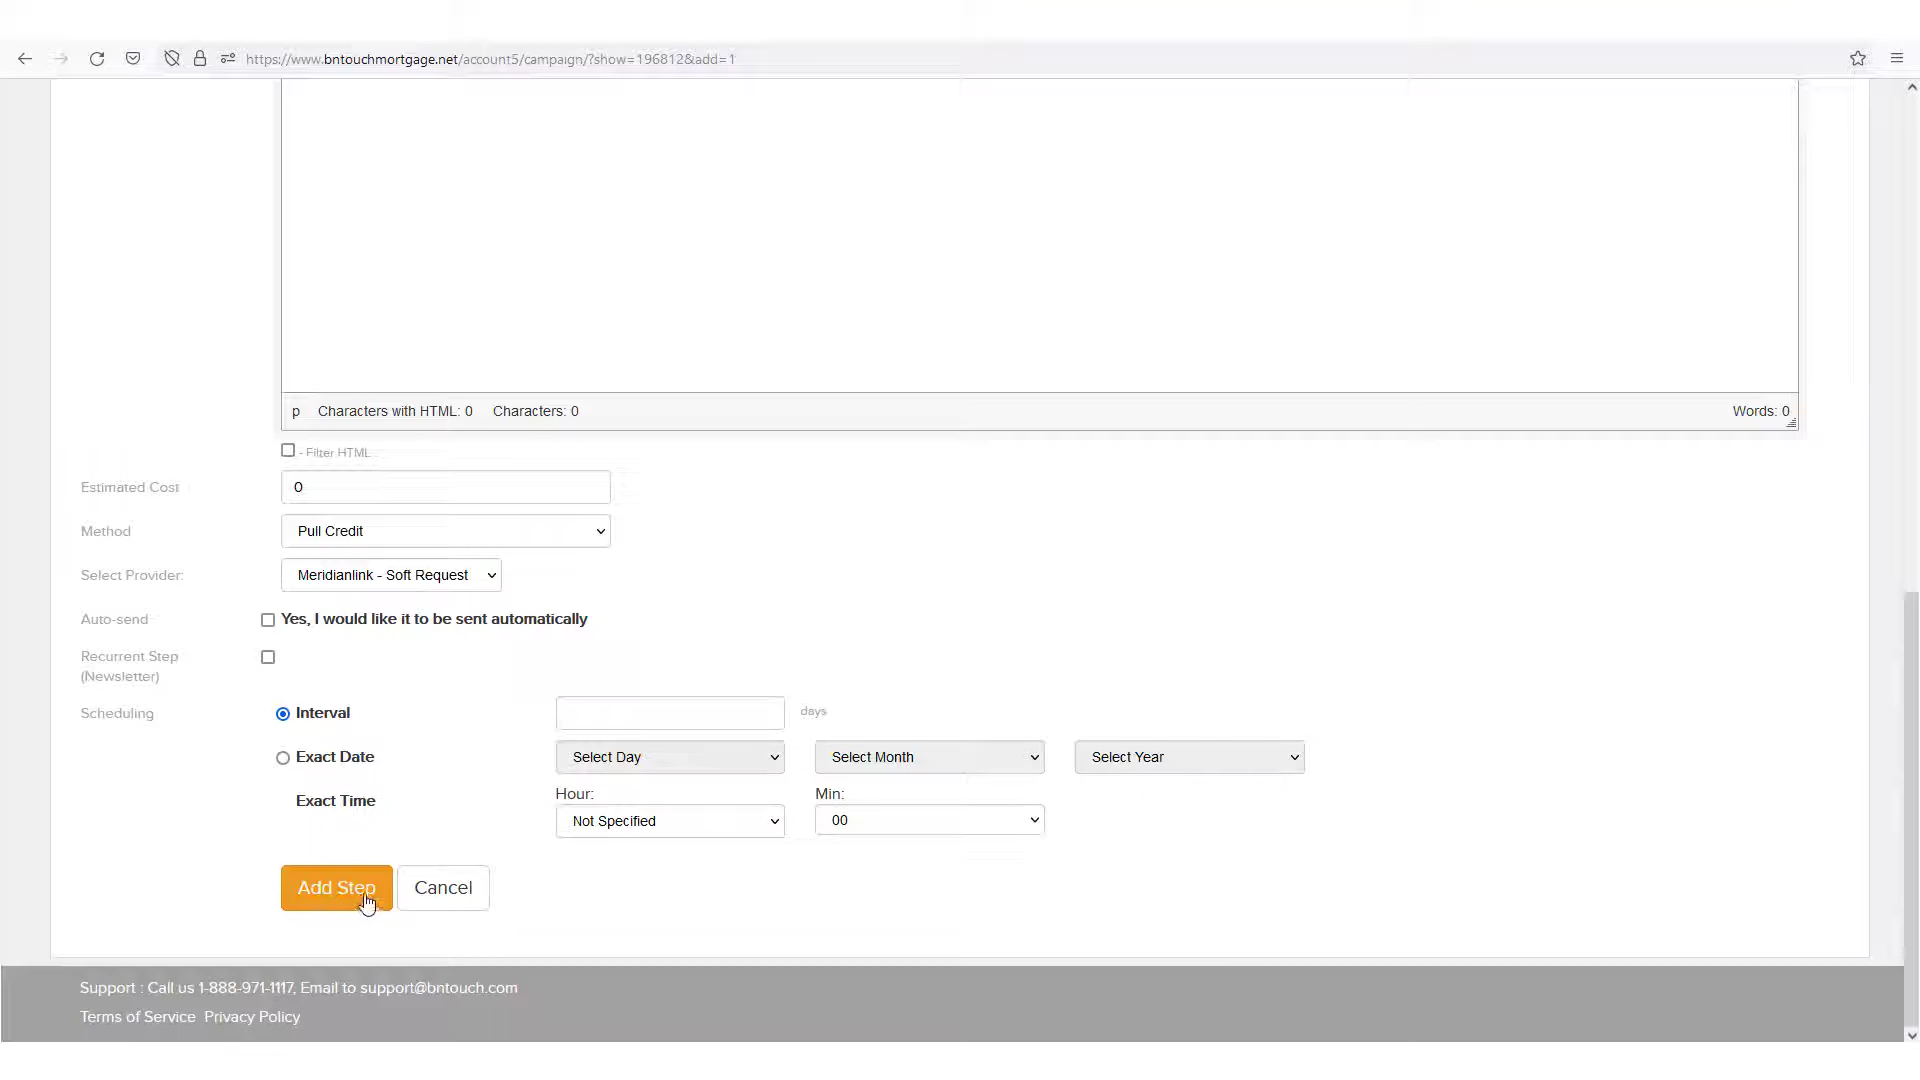 https://www.bntouchmortgage.net/account5/campaign/?show=196812&add=1
p Characters with HTML: 0 Characters: 0 Words: 0
- Filter HTML
Estimated Cost 0
Method Pull Credit
Select Provider: Meridianlink - Soft Request
Auto-send Yes, I would like it to be sent automatically
Recurrent Step
(Newsletter)
Scheduling Interval days
Exact Date Select Day Select Month Select Year
Exact Time Hour: Min:
Not Specified 00
Add Step Cancel
Support : Call us 1-888-971-1117, Email to support@bntouch.com
Terms of Service Privacy Policy